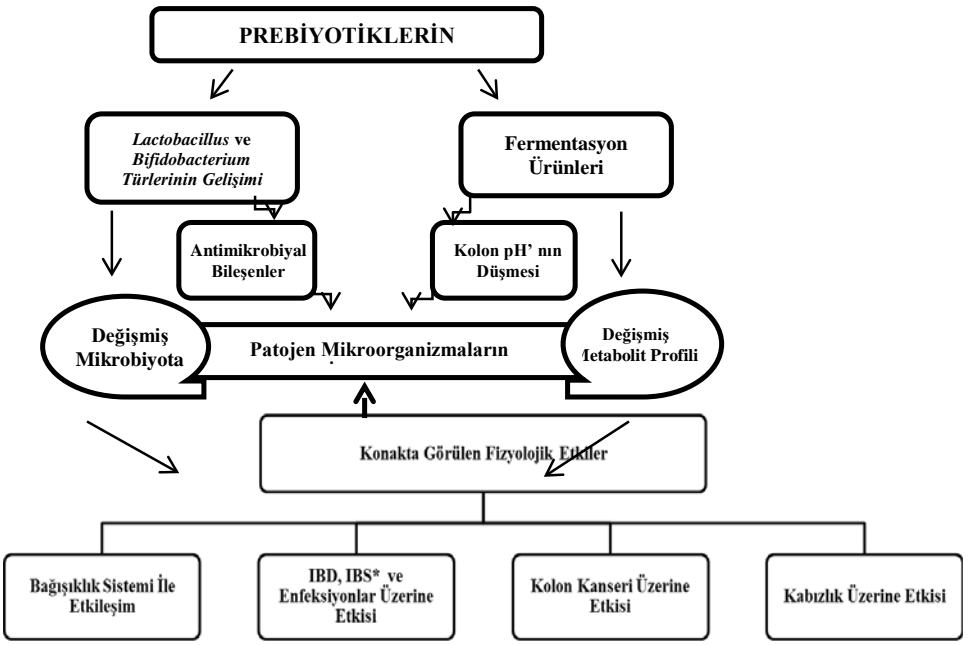 PREBİYOTİKLERİN
Lactobacillus ve
Bifidobacterium
Türlerinin Gelişimi
Fermentasyon
Ürünleri
Antimikrobiyal
Bileşenler
Kolon pH’ nın
Düşmesi
Değişmiş
Mikrobiyota
Patojen Mikroorganizmaların
Değişmiş
Metabolit Profili
Konakta Görülen Fizyolojik Etkiler
Bağışıklık Sistemi İle
Etkileşim
IBD, IBS* ve
Enfeksiyonlar Üzerine
Etkisi
Kolon Kanseri Üzerine
Etkisi
Kabızlık Üzerine Etkisi